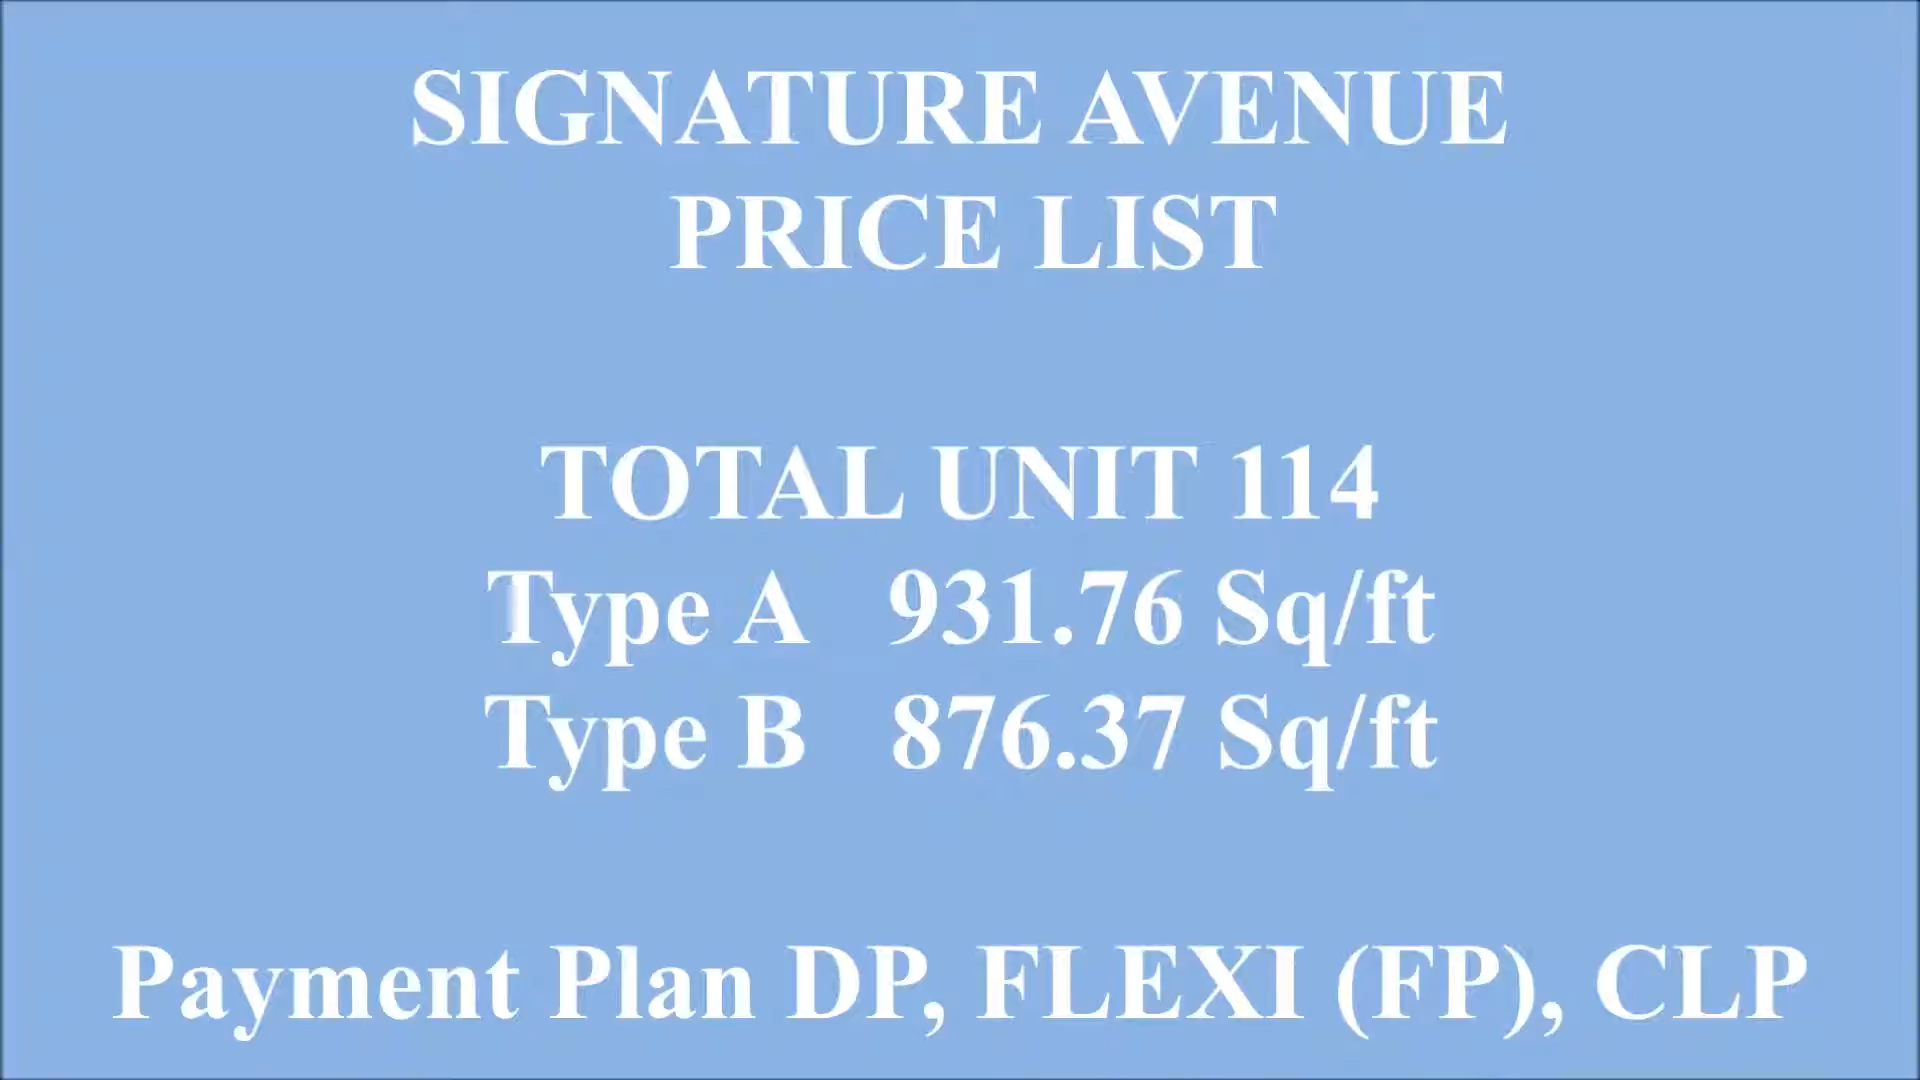 SIGNATURE AVENUE
PRICE LIST
TOTAL UNIT 114
Type A 931.76 Sq/ft
Type B 876.37 Sq/ft
Payment Plan DP, FLEXI (FP), CLP